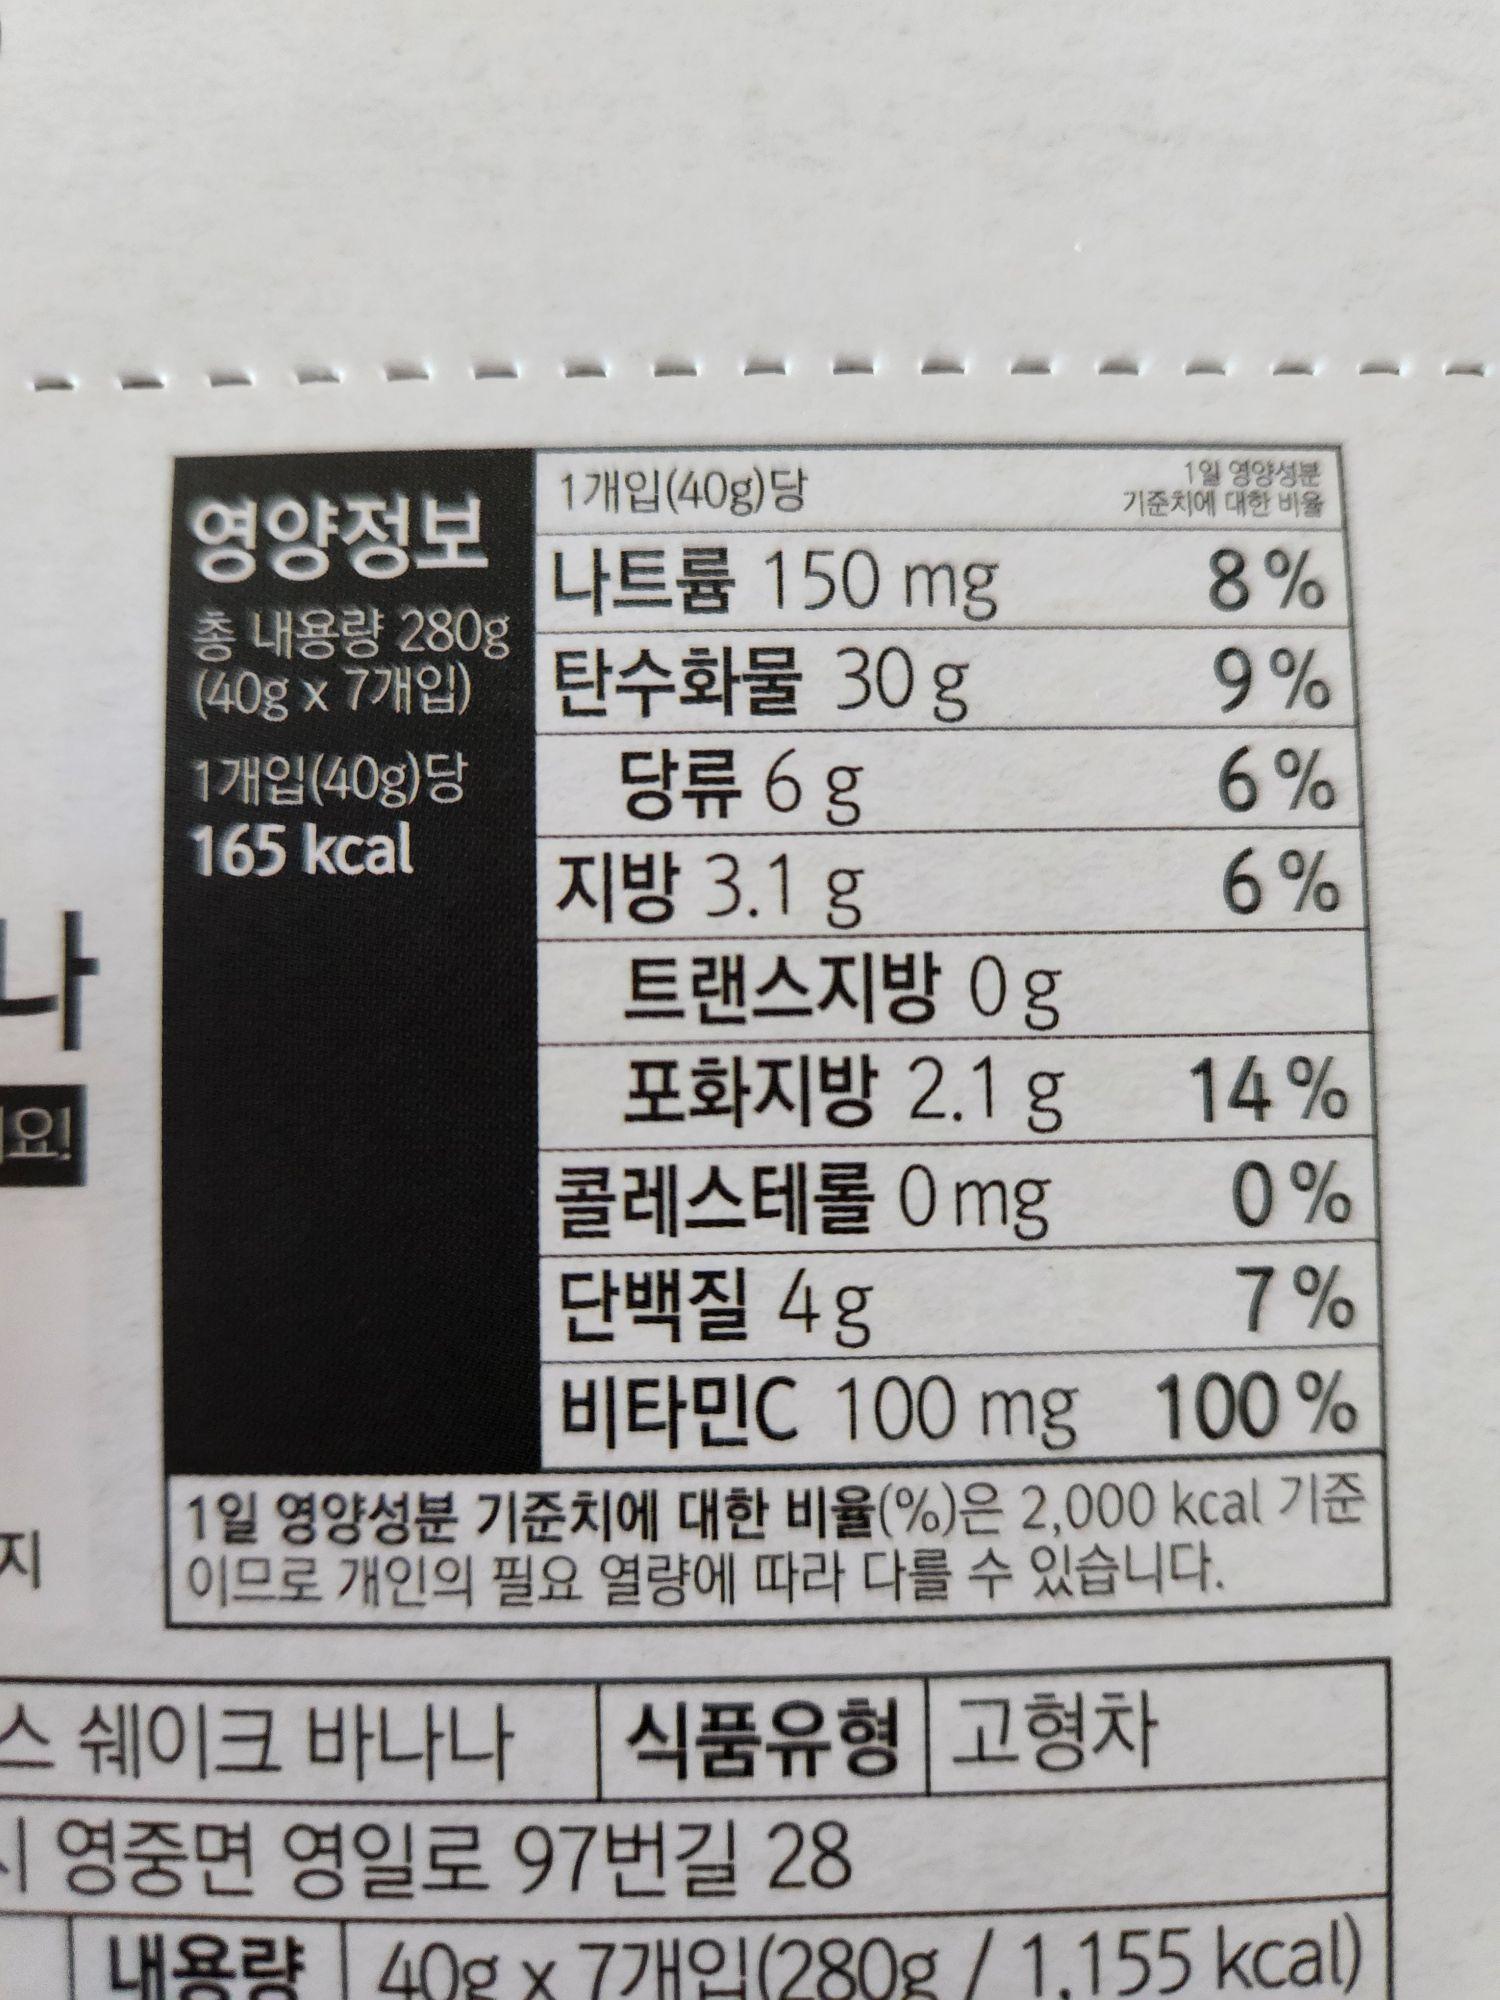 영양정보
총 내용량 280g
(40g x 7개입)
1개입(40g)당
165 kcal
1개입(40g)당
1일 영양성분
기준치에 대한 비율
나트륨 150 mg 8%
탄수화물 30 g 9%
당류 6 g 6%
지방 3.1 g 6%
트랜스지방 0 g
포화지방 2.1 g 14%
콜레스테롤 0 mg 0%
단백질 4 g 7%
비타민C 100 mg 100%
1일 영양성분 기준치에 대한 비율(%)은 2,000 kcal 기준
이므로 개인의 필요 열량에 따라 다를 수 있습니다.
나
요!
지
스 쉐이크 바나나 식품유형 고형차
시 영중면 영일로 97번길 28
내용량 40g x 7개입(280g / 1,155 kcal)